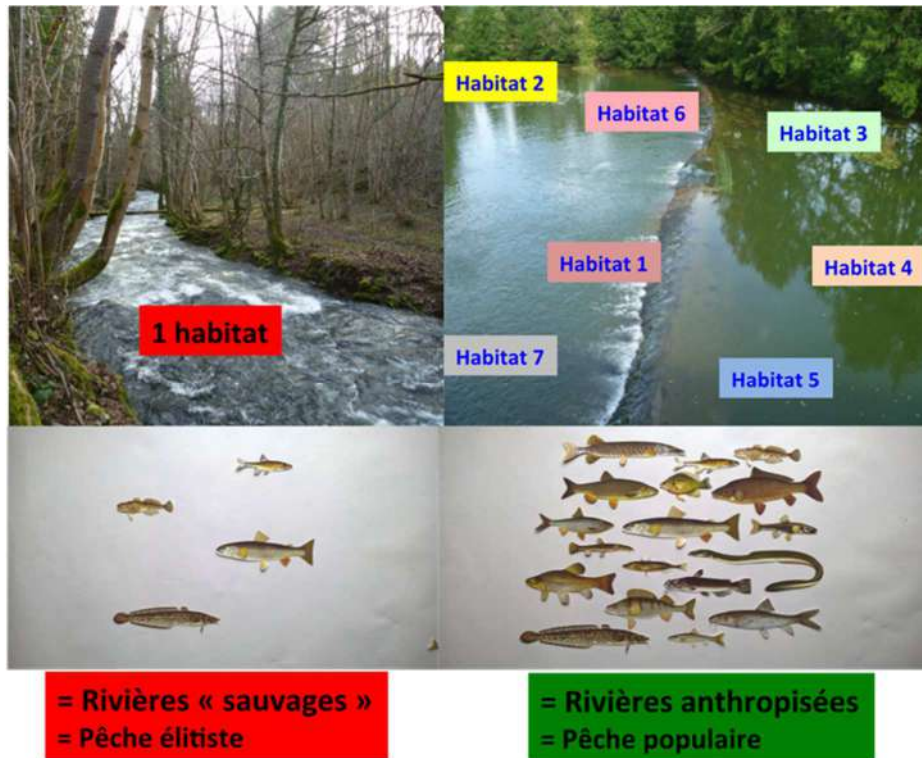 Habitat 2
Habitat 6
Habitat 3
Habitat 1
Habitat 4
1 habitat
Habitat 7
Habitat 5
= Rivières « sauvages »
= Pêche élitiste
= Rivières anthropisées
= Pêche populaire